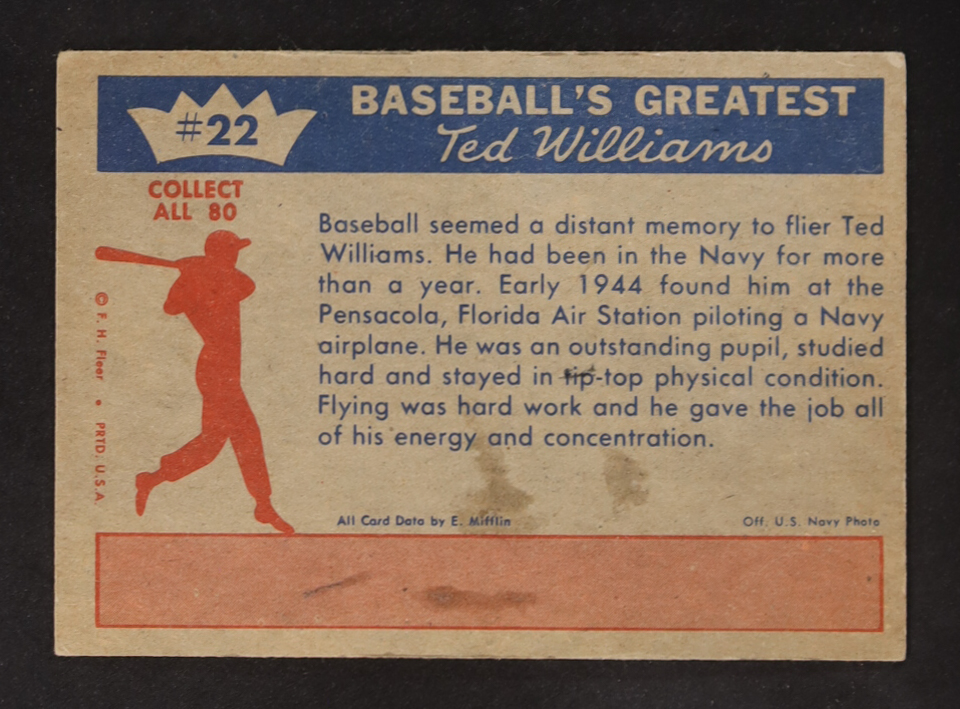 #22
BASEBALL'S GREATEST
Ted Williams
COLLECT
ALL 80
Baseball seemed a distant memory to flier Ted
Williams. He had been in the Navy for more
than a year. Early 1944 found him at the
Pensacola, Florida Air Station piloting a Navy
airplane. He was an outstanding pupil, studied
hard and stayed in tip-top physical condition.
Flying was hard work and he gave the job all
of his energy and concentration.
© F. H. Fleer • PRTD. U.S.A
All Card Data by E. Mifflin
Off. U.S. Navy Photo